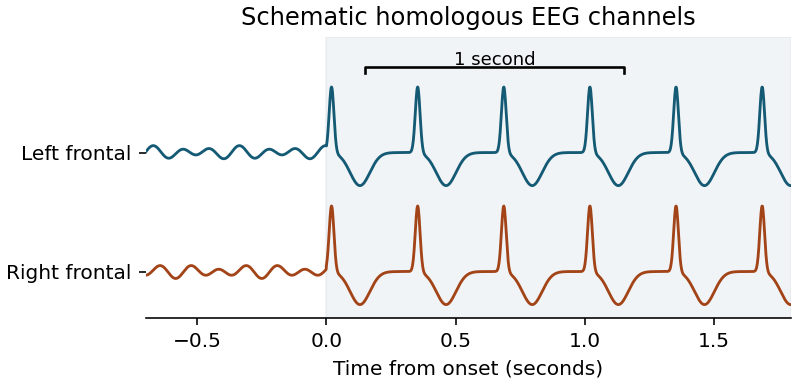 Schematic homologous EEG channels
1 second
Left frontal
Right frontal
−0.5 0.0 0.5 1.0 1.5
Time from onset (seconds)